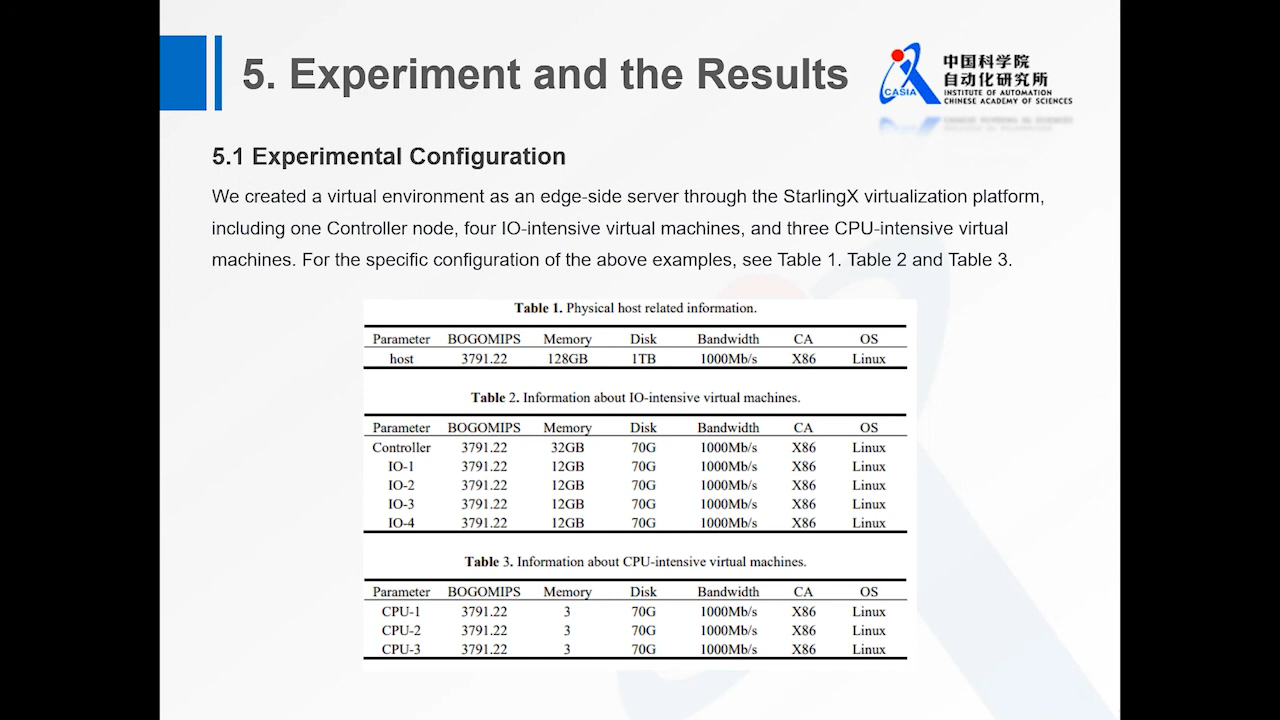 5. Experiment and the Results
中国科学院
自动化研究所
CASIA
INSTITUTE OF AUTOMATION
CHINESE ACADEMY OF SCIENCES
5.1 Experimental Configuration
We created a virtual environment as an edge-side server through the StarlingX virtualization platform,
including one Controller node, four IO-intensive virtual machines, and three CPU-intensive virtual
machines. For the specific configuration of the above examples, see Table 1. Table 2 and Table 3.
Table 1. Physical host related information.
Parameter BOGOMIPS Memory Disk Bandwidth CA OS
host 3791.22 128GB 1TB 1000Mb/s X86 Linux
Table 2. Information about IO-intensive virtual machines.
Parameter BOGOMIPS Memory Disk Bandwidth CA OS
Controller 3791.22 32GB 70G 1000Mb/s X86 Linux
IO-1 3791.22 12GB 70G 1000Mb/s X86 Linux
IO-2 3791.22 12GB 70G 1000Mb/s X86 Linux
IO-3 3791.22 12GB 70G 1000Mb/s X86 Linux
IO-4 3791.22 12GB 70G 1000Mb/s X86 Linux
Table 3. Information about CPU-intensive virtual machines.
Parameter BOGOMIPS Memory Disk Bandwidth CA OS
CPU-1 3791.22 3 70G 1000Mb/s X86 Linux
CPU-2 3791.22 3 70G 1000Mb/s X86 Linux
CPU-3 3791.22 3 70G 1000Mb/s X86 Linux